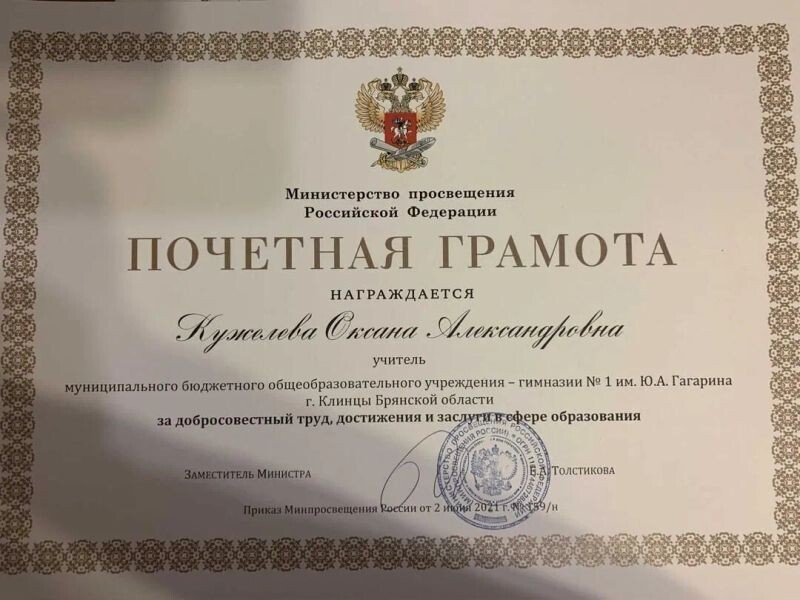 Министерство просвещения
Российской Федерации
ПОЧЕТНАЯ ГРАМОТА
НАГРАЖДАЕТСЯ
Кужелева Оксана Александровна
учитель
муниципального бюджетного общеобразовательного учреждения – гимназии № 1 им. Ю.А. Гагарина
г. Клинцы Брянской области
за добросовестный труд, достижения и заслуги в сфере образования
Заместитель Министра
Толстикова
Приказ Минпросвещения России от 2 июня 2021 г. № 159/н